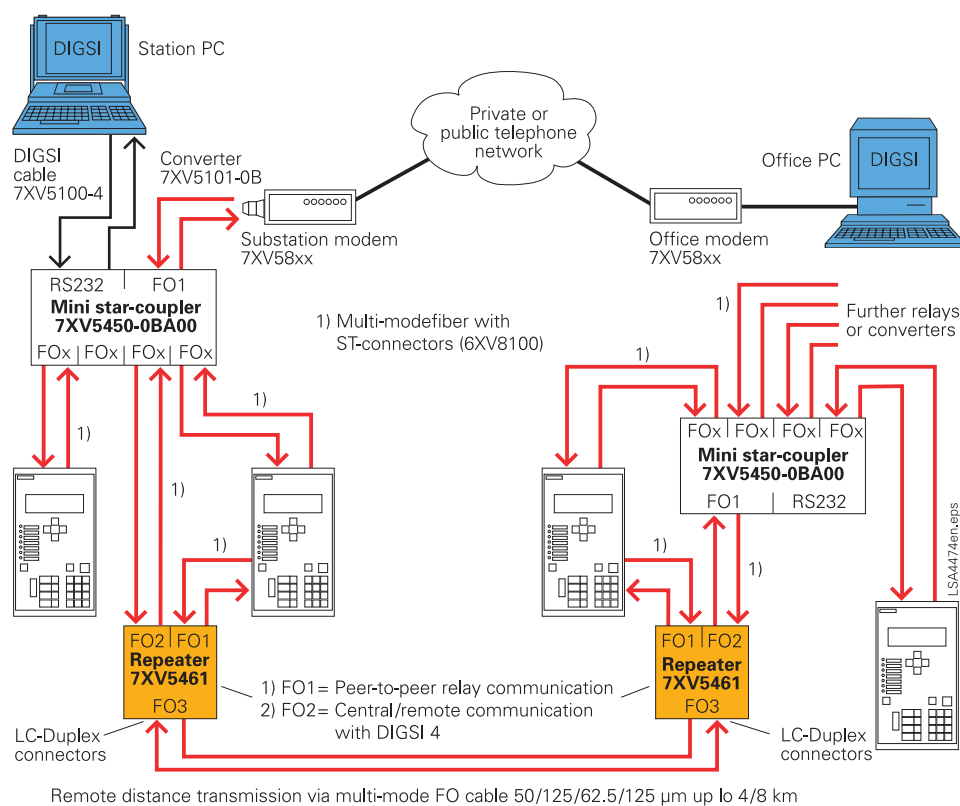 DIGSI
Station PC
DIGSI
cable
7XV5100-4
Converter
7XV5101-0B
Private or
public telephone
network
Office PC
DIGSI
Substation modem
7XV58xx
Office modem
7XV58xx
RS232
FO1
Mini star-coupler
7XV5450-0BA00
FOx
FOx
FOx
FOx
1) Multi-modefiber with
ST-connectors (6XV8100)
1)
Further relays
or converters
1)
1)
1)
1)
FOx
FOx
FOx
FOx
Mini star-coupler
7XV5450-0BA00
FO1
RS232
1)
1)
1)
LSA4474en.eps
FO2
FO1
Repeater
7XV5461
FO3
FO1
FO2
Repeater
7XV5461
FO3
1) FO1= Peer-to-peer relay communication
2) FO2= Central/remote communication
with DIGSI 4
LC-Duplex
connectors
LC-Duplex
connectors
Remote distance transmission via multi-mode FO cable 50/125/62.5/125 µm up lo 4/8 km